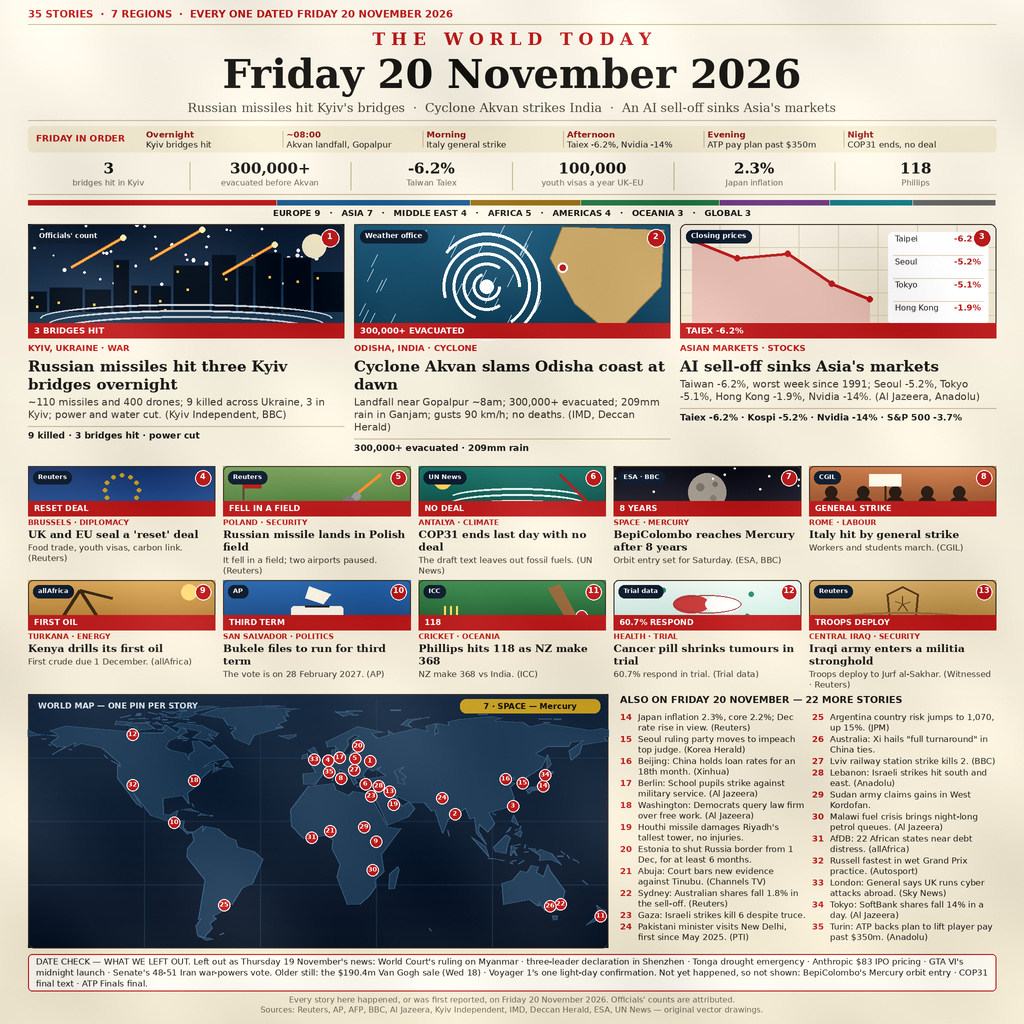 35 STORIES · 7 REGIONS · EVERY ONE DATED FRIDAY 20 NOVEMBER 2026
THE WORLD TODAY
Friday 20 November 2026
Russian missiles hit Kyiv's bridges · Cyclone Akvan strikes India · An AI sell-off sinks Asia's markets
FRIDAY IN ORDER
Overnight
Kyiv bridges hit
~08:00
Akvan landfall, Gopalpur
Morning
Italy general strike
Afternoon
Taiex -6.2%, Nvidia -14%
Evening
ATP pay plan past $350m
Night
COP31 ends, no deal
3
bridges hit in Kyiv
300,000+
evacuated before Akvan
-6.2%
Taiwan Taiex
100,000
youth visas a year UK–EU
2.3%
Japan inflation
118
Phillips
EUROPE 9 · ASIA 7 · MIDDLE EAST 4 · AFRICA 5 · AMERICAS 4 · OCEANIA 3 · GLOBAL 3
Officials' count
1
3 BRIDGES HIT
KYIV, UKRAINE · WAR
Russian missiles hit three Kyiv
bridges overnight
~110 missiles and 400 drones; 9 killed across Ukraine, 3 in
Kyiv; power and water cut. (Kyiv Independent, BBC)
9 killed · 3 bridges hit · power cut
Weather office
2
300,000+ EVACUATED
ODISHA, INDIA · CYCLONE
Cyclone Akvan slams Odisha coast at
dawn
Landfall near Gopalpur ~8am; 300,000+ evacuated; 209mm
rain in Ganjam; gusts 90 km/h; no deaths. (IMD, Deccan
Herald)
300,000+ evacuated · 209mm rain
Closing prices
3
Taipei -6.2
Seoul -5.2%
Tokyo -5.1%
Hong Kong -1.9%
TAIEX -6.2%
ASIAN MARKETS · STOCKS
AI sell-off sinks Asia's markets
Taiwan -6.2%, worst week since 1991; Seoul -5.2%, Tokyo
-5.1%, Hong Kong -1.9%, Nvidia -14%. (Al Jazeera, Anadolu)
Taiex -6.2% · Kospi -5.2% · Nvidia -14% · S&P 500 -3.7%
Reuters
4
RESET DEAL
BRUSSELS · DIPLOMACY
UK and EU seal a 'reset' deal
Food trade, youth visas, carbon link.
(Reuters)
Reuters
5
FELL IN A FIELD
POLAND · SECURITY
Russian missile lands in Polish
field
It fell in a field; two airports paused.
(Reuters)
UN News
6
NO DEAL
ANTALYA · CLIMATE
COP31 ends last day with no
deal
The draft text leaves out fossil fuels. (UN
News)
ESA · BBC
7
8 YEARS
SPACE · MERCURY
BepiColombo reaches Mercury
after 8 years
Orbit entry set for Saturday. (ESA, BBC)
CGIL
8
GENERAL STRIKE
ROME · LABOUR
Italy hit by general strike
Workers and students march. (CGIL)
allAfrica
9
FIRST OIL
TURKANA · ENERGY
Kenya drills its first oil
First crude due 1 December. (allAfrica)
AP
10
THIRD TERM
SAN SALVADOR · POLITICS
Bukele files to run for third
term
The vote is on 28 February 2027. (AP)
ICC
11
118
CRICKET · OCEANIA
Phillips hits 118 as NZ make
368
NZ make 368 vs India. (ICC)
Trial data
12
60.7% RESPOND
HEALTH · TRIAL
Cancer pill shrinks tumours in
trial
60.7% respond in trial. (Trial data)
Reuters
13
TROOPS DEPLOY
CENTRAL IRAQ · SECURITY
Iraqi army enters a militia
stronghold
Troops deploy to Jurf al-Sakhar. (Witnessed
· Reuters)
WORLD MAP — ONE PIN PER STORY
7 · SPACE — Mercury
12
32
18
10
25
20
33
4
17
5
1
35
8
27
6
28
13
23
19
31
21
29
9
30
24
2
16
15
34
14
3
26
22
11
ALSO ON FRIDAY 20 NOVEMBER — 22 MORE STORIES
14 Japan inflation 2.3%, core 2.2%; Dec
rate rise in view. (Reuters)
15 Seoul ruling party moves to impeach
top judge. (Korea Herald)
16 Beijing: China holds loan rates for an
18th month. (Xinhua)
17 Berlin: School pupils strike against
military service. (Al Jazeera)
18 Washington: Democrats query law firm
over free work. (Al Jazeera)
19 Houthi missile damages Riyadh's
tallest tower, no injuries.
20 Estonia to shut Russia border from 1
Dec, for at least 6 months.
21 Abuja: Court bars new evidence
against Tinubu. (Channels TV)
22 Sydney: Australian shares fall 1.8% in
the sell-off. (Reuters)
23 Gaza: Israeli strikes kill 6 despite truce.
24 Pakistani minister visits New Delhi,
first since May 2025. (PTI)
25 Argentina country risk jumps to 1,070,
up 15%. (JPM)
26 Australia: Xi hails "full turnaround" in
China ties.
27 Lviv railway station strike kills 2. (BBC)
28 Lebanon: Israeli strikes hit south and
east. (Anadolu)
29 Sudan army claims gains in West
Kordofan.
30 Malawi fuel crisis brings night-long
petrol queues. (Al Jazeera)
31 AfDB: 22 African states near debt
distress. (allAfrica)
32 Russell fastest in wet Grand Prix
practice. (Autosport)
33 London: General says UK runs cyber
attacks abroad. (Sky News)
34 Tokyo: SoftBank shares fall 14% in a
day. (Al Jazeera)
35 Turin: ATP backs plan to lift player pay
past $350m. (Anadolu)
DATE CHECK — WHAT WE LEFT OUT. Left out as Thursday 19 November's news: World Court's ruling on Myanmar · three-leader declaration in Shenzhen · Tonga drought emergency · Anthropic $83 IPO pricing · GTA VI's
midnight launch · Senate's 48-51 Iran war-powers vote. Older still: the $190.4m Van Gogh sale (Wed 18) · Voyager 1's one light-day confirmation. Not yet happened, so not shown: BepiColombo's Mercury orbit entry · COP31
final text · ATP Finals final.
Every story here happened, or was first reported, on Friday 20 November 2026. Officials' counts are attributed.
Sources: Reuters, AP, AFP, BBC, Al Jazeera, Kyiv Independent, IMD, Deccan Herald, ESA, UN News — original vector drawings.